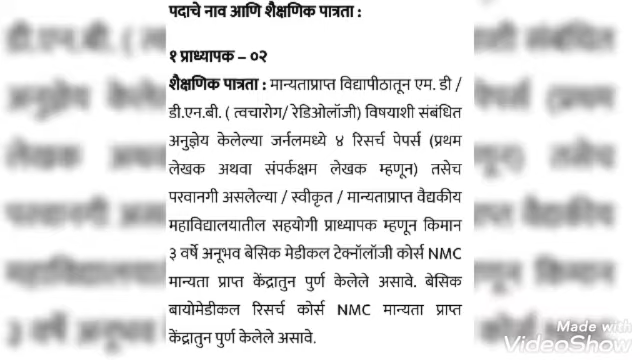 पदाचे नाव आणि शैक्षणिक पात्रता :
१ प्राध्यापक – ०२
शैक्षणिक पात्रता : मान्यताप्राप्त विद्यापीठातून एम. डी /
डी.एन.बी. ( त्वचारोग/ रेडिओलॉजी) विषयाशी संबंधित
अनुज्ञेय केलेल्या जर्नलमध्ये ४ रिसर्च पेपर्स (प्रथम
लेखक अथवा संपर्कक्षम लेखक म्हणून) तसेच
परवानगी असलेल्या / स्वीकृत / मान्यताप्राप्त वैद्यकीय
महाविद्यालयातील सहयोगी प्राध्यापक म्हणून किमान
३ वर्षे अनूभव बेसिक मेडीकल टेक्नॉलॉजी कोर्स NMC
मान्यता प्राप्त केंद्रातुन पुर्ण केलेले असावे. बेसिक
बायोमेडीकल रिसर्च कोर्स NMC मान्यता प्राप्त
केंद्रातुन पुर्ण केलेले असावे.
Made with
VideoShow